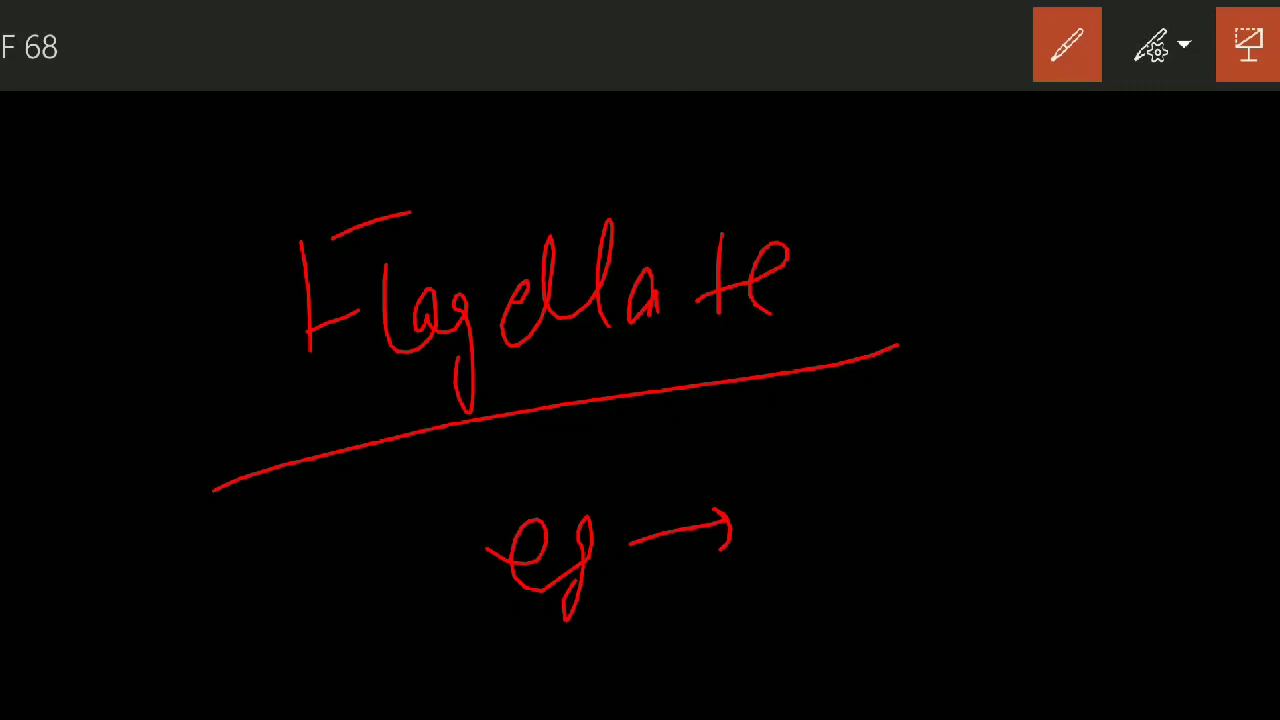 F 68
Flagellate
eg →